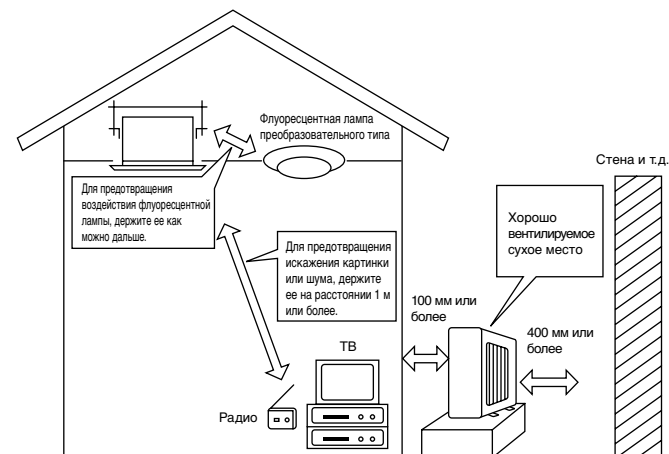 Флуоресцентная лампа
преобразовательного типа
Стена и т.д.
Для предотвращения
воздействия флуоресцентной
лампы, держите ее как
можно дальше.
Хорошо
вентилируемое
сухое место
Для предотвращения
искажения картинки
или шума, держите
ее на расстоянии 1 м
или более.
100 мм или
более
400 мм или
более
ТВ
Радио